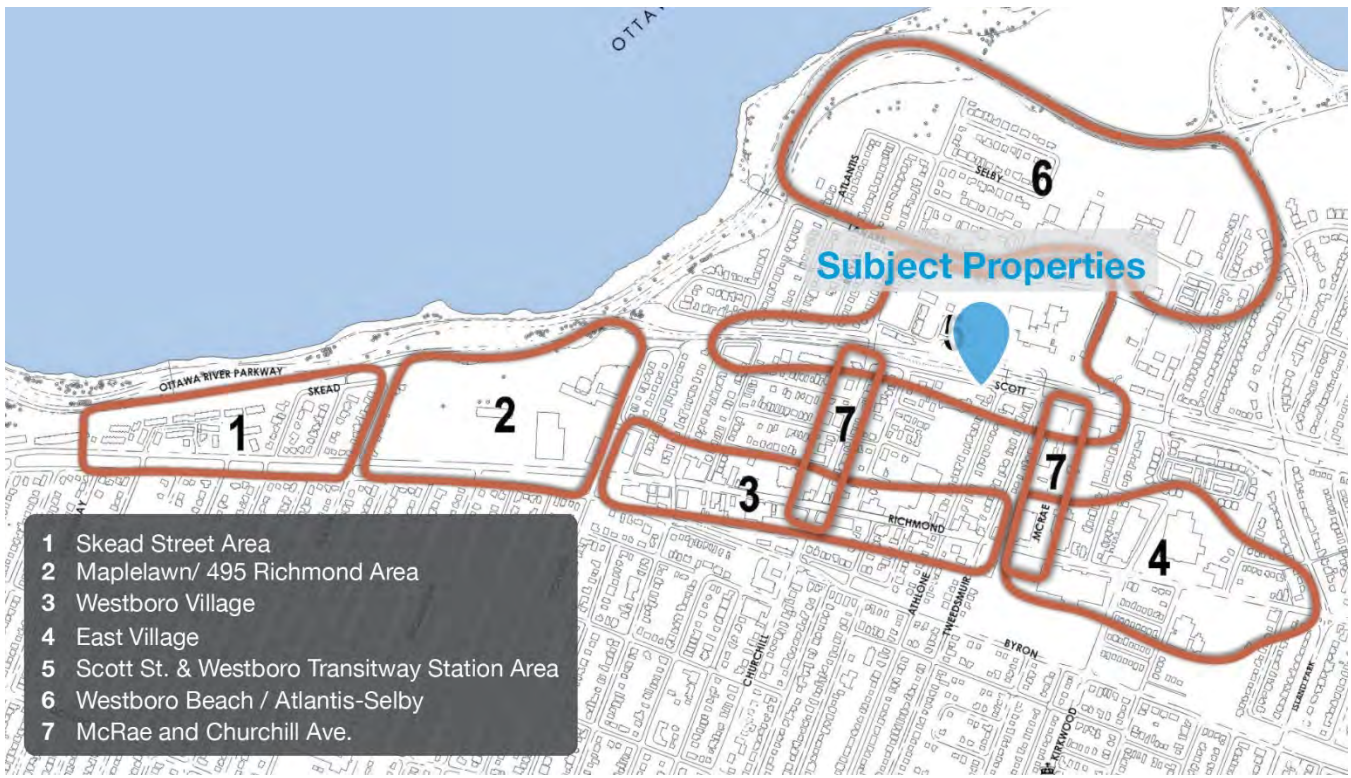 OTTAWA
6
ATLANTIS
SELBY
Subject Properties
5
OTTAWA RIVER PARKWAY
SKEAD
SCOTT
1
2
7
7
3
RICHMOND
MCRAE
4
ATHLONE
TWEEDSMUIR
CHURCHILL
BYRON
KIRKWOOD
ISLAND PARK
1 Skead Street Area
2 Maplelawn/ 495 Richmond Area
3 Westboro Village
4 East Village
5 Scott St. & Westboro Transitway Station Area
6 Westboro Beach / Atlantis-Selby
7 McRae and Churchill Ave.